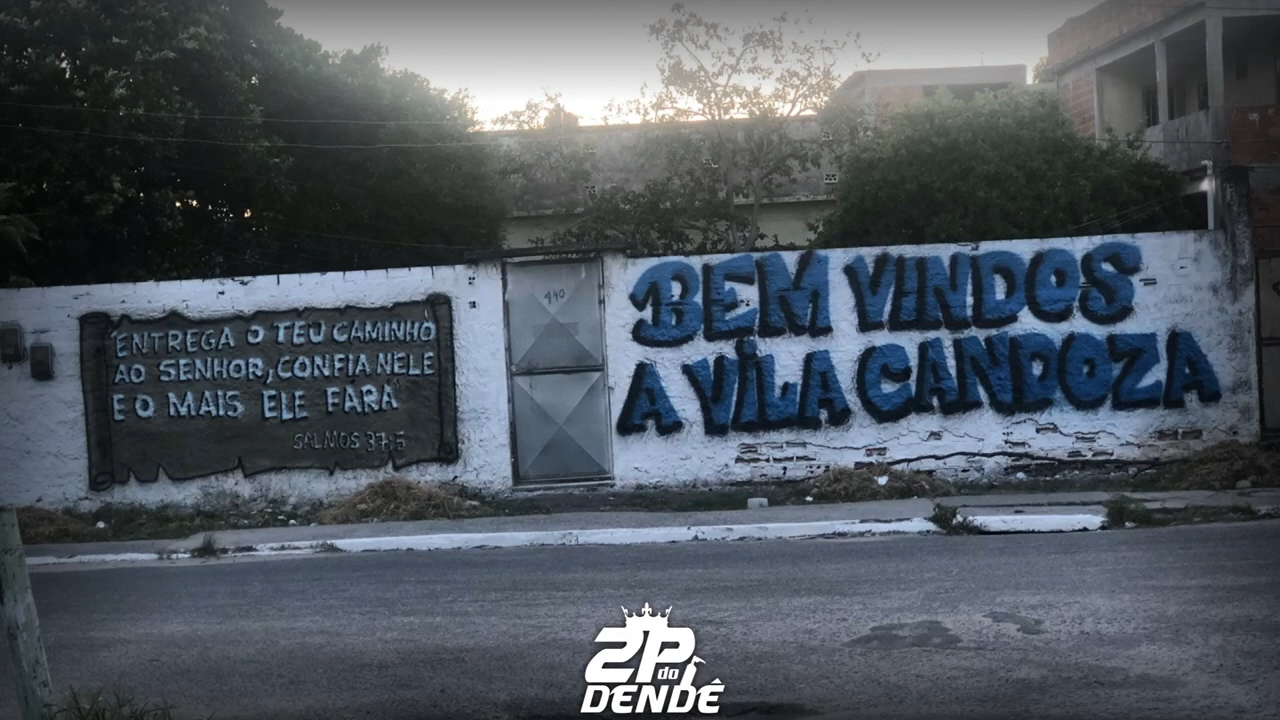 ENTREGA O TEU CAMINHO
AO SENHOR, CONFIA NELE
E O MAIS ELE FARÁ
SALMOS 37:5
440
BEM VINDOS
A VILA CANDOZA
2P
do
DENDÊ